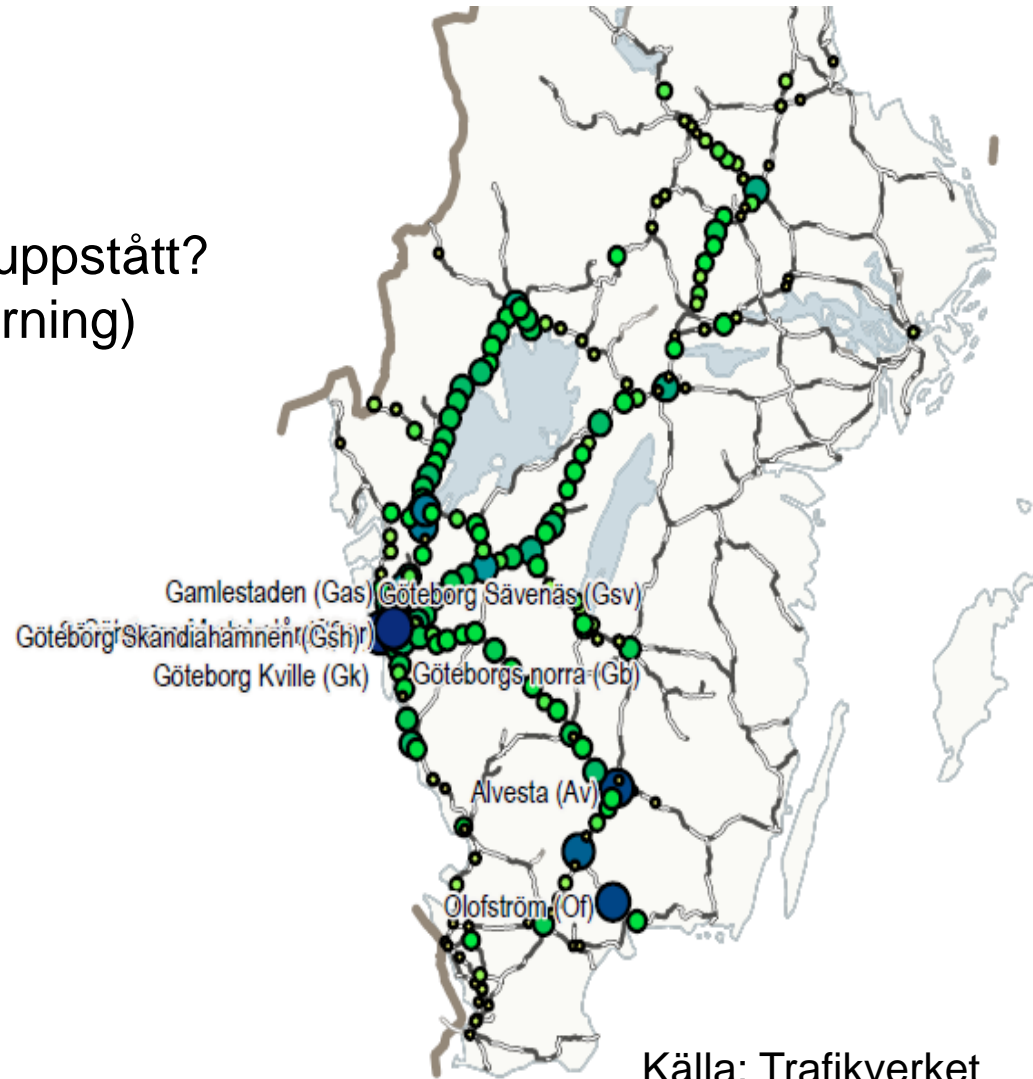 uppstått?
rning)
Gamlestaden (Gas)
Göteborg Sävenäs (Gsv)
Göteborg Skandiahamnen (Gsh)
Göteborg Kville (Gk)
Göteborgs norra (Gb)
Alvesta (Av)
Olofström (Of)
Källa: Trafikverket